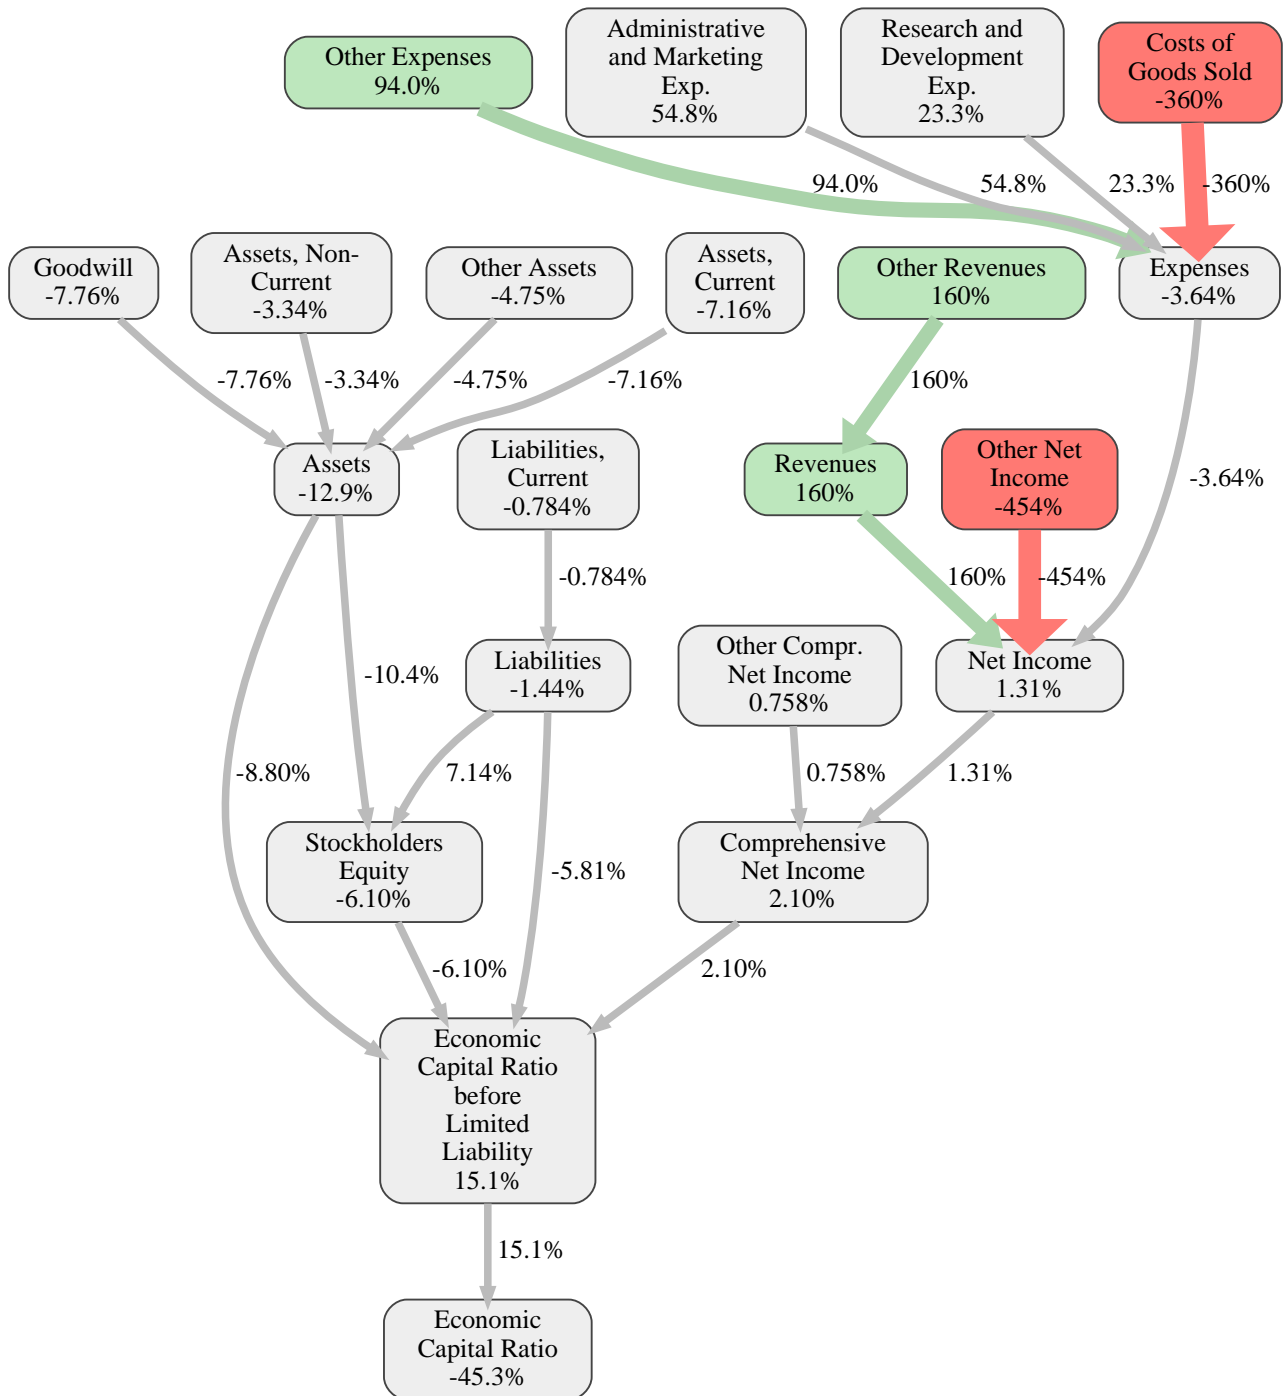 Other Expenses
94.0%
Administrative
and Marketing
Exp.
54.8%
Research and
Development
Exp.
23.3%
Costs of
Goods Sold
-360%
94.0%
54.8%
23.3%
-360%
Goodwill
-7.76%
Assets, Non-
Current
-3.34%
Other Assets
-4.75%
Assets,
Current
-7.16%
Other Revenues
160%
Expenses
-3.64%
-7.76%
-3.34%
-4.75%
-7.16%
160%
Assets
-12.9%
Liabilities,
Current
-0.784%
Revenues
160%
Other Net
Income
-454%
-3.64%
-0.784%
160%
-454%
Liabilities
-1.44%
Other Compr.
Net Income
0.758%
Net Income
1.31%
-10.4%
-8.80%
7.14%
0.758%
1.31%
Stockholders
Equity
-6.10%
-5.81%
Comprehensive
Net Income
2.10%
-6.10%
2.10%
Economic
Capital Ratio
before
Limited
Liability
15.1%
15.1%
Economic
Capital Ratio
-45.3%